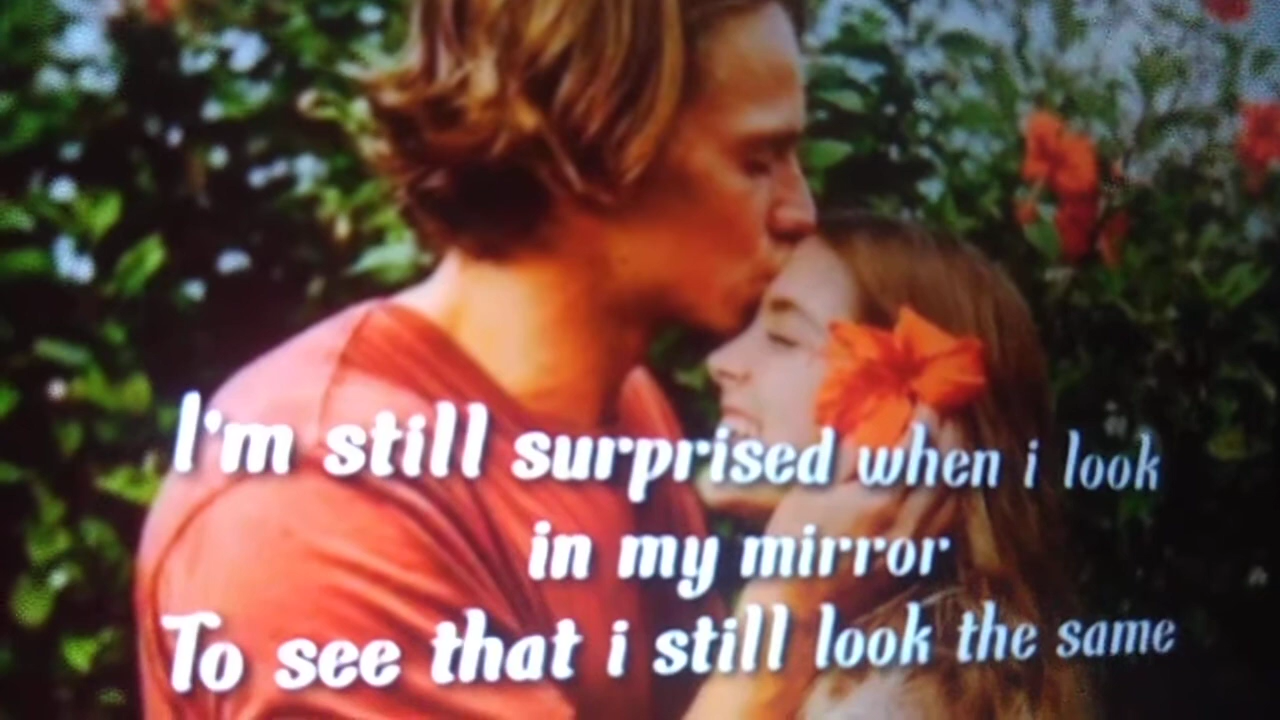 I'm still surprised when i look
in my mirror
To see that i still look the same